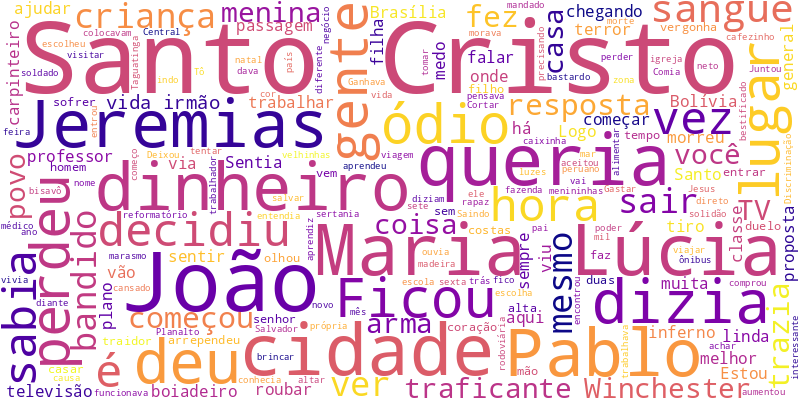 ajudar
criança
menina
passagem
Brasília
fez
chegando
sangue
mandado
Santo Cristo
gente
casa
lugar
carpinteiro
colocavam
Central
escolheu
visitar
Taguatinga
soldado
indo
Tô
natal
país
dava
cor
diferente
negócio
filha
medo
falar
onde
filho
morte
morava
tomar
precisando
Comia
terror
bastardo
vergonha
cafezinho
perder
igreja
neto
Juntou
general
zona
sofrer
vida
irmão
trabalhar
Ganhava
vida
pensava
Cortar
resposta
Bolívia
Jeremias
ódio
vez
feira
entrou
Deixou
tentar
velhinhas
há
começar
caixinha
Logo
tempo
morreu
você
bestificado
Discriminação
povo
professor
homem
bisavô
nome
via
Sentia
começo
aprendeu
viagem
vem
queria
mar
aceitou
peruano
luzes
alimentar
vai
Santo
entrar
dinheiro
trabalhador
salvar
reformatório
entendia
diziam
ele
rapaz
sete
fazenda
menininhas
Gastar
Jesus
direto
solidão
hora
sair
TV
perdeu
bandido
decidiu
médico
ano
sertania
aprendiz
coisa
sem
Saindo
costas
pai
poder
mil
tiro
classe
duelo
proposta
sabia
vão
marasmo
sentir
olhou
ouvia
madeira
Maria Lúcia
sempre
viu
mesmo
faz
viajar
ônibus
vivia
diante
plano
cansado
João
novo
mês
escola
sexta
trás
fico
duas
muita
comprou
Ficou
escolha
encontrou
dizia
trazia
começou
Planalto
Salvador
senhor
própria
arma
coração
alta.
aqui
rodoviária
inferno
linda
traidor
arrependeu
é
deu
cidade
Pablo
mão
trabalhava
achar
melhor
Estou
interessante
casar
causa
brincar
conhecia
altar
televisão
funcionava
boiadeiro
roubar
ver
traficante
Winchester
aumentou